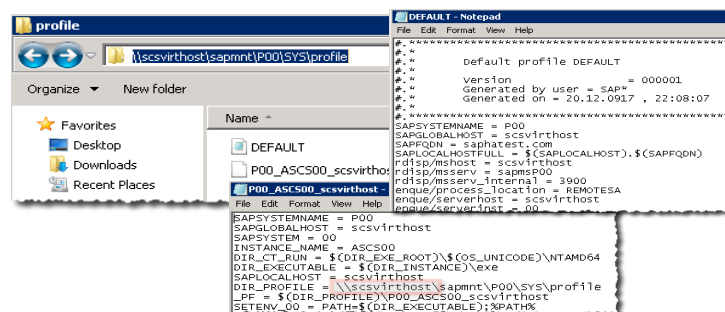 profile
\\scsvirthost\sapmnt\P00\SYS\profile
Organize
New folder
Favorites
Desktop
Downloads
Recent Places
Name
DEFAULT
P00_ASCS00_scsvirthos
DEFAULT - Notepad
File Edit Format View Help
#.*
#.* Default profile DEFAULT
#.*
#.* Version = 000001
#.* Generated by user = SAP*
#.* Generated on = 20.12.0917 , 22:08:07
#.*
SAPSYSTEMNAME = P00
SAPGLOBALHOST = scsvirthost
SAPFQDN = saphatest.com
SAPLOCALHOSTFULL = $(SAPLOCALHOST).$(SAPFQDN)
rdisp/mshost = scsvirthost
rdisp/msserv = sapmsP00
rdisp/msserv_internal = 3900
enque/process_location = REMOTESA
enque/serverhost = scsvirthost
enque/serverinst = 00
P00_ASCS00_scsvirthost -
File Edit Format View Help
SAPSYSTEMNAME = P00
SAPGLOBALHOST = scsvirthost
SAPSYSTEM = 00
INSTANCE_NAME = ASCS00
DIR_CT_RUN = $(DIR_EXE_ROOT)\$(OS_UNICODE)\NTAMD64
DIR_EXECUTABLE = $(DIR_INSTANCE)\exe
SAPLOCALHOST = scsvirthost
DIR_PROFILE = \\scsvirthost\sapmnt\P00\SYS\profile
_PF = $(DIR_PROFILE)\P00_ASCS00_scsvirthost
SETENV_00 = PATH=$(DIR_EXECUTABLE);%PATH%